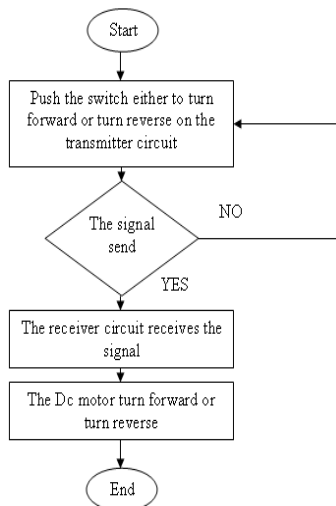 Start
Push the switch either to turn
forward or turn reverse on the
transmitter circuit
The signal
send
NO
YES
The receiver circuit receives the
signal
The Dc motor turn forward or
turn reverse
End